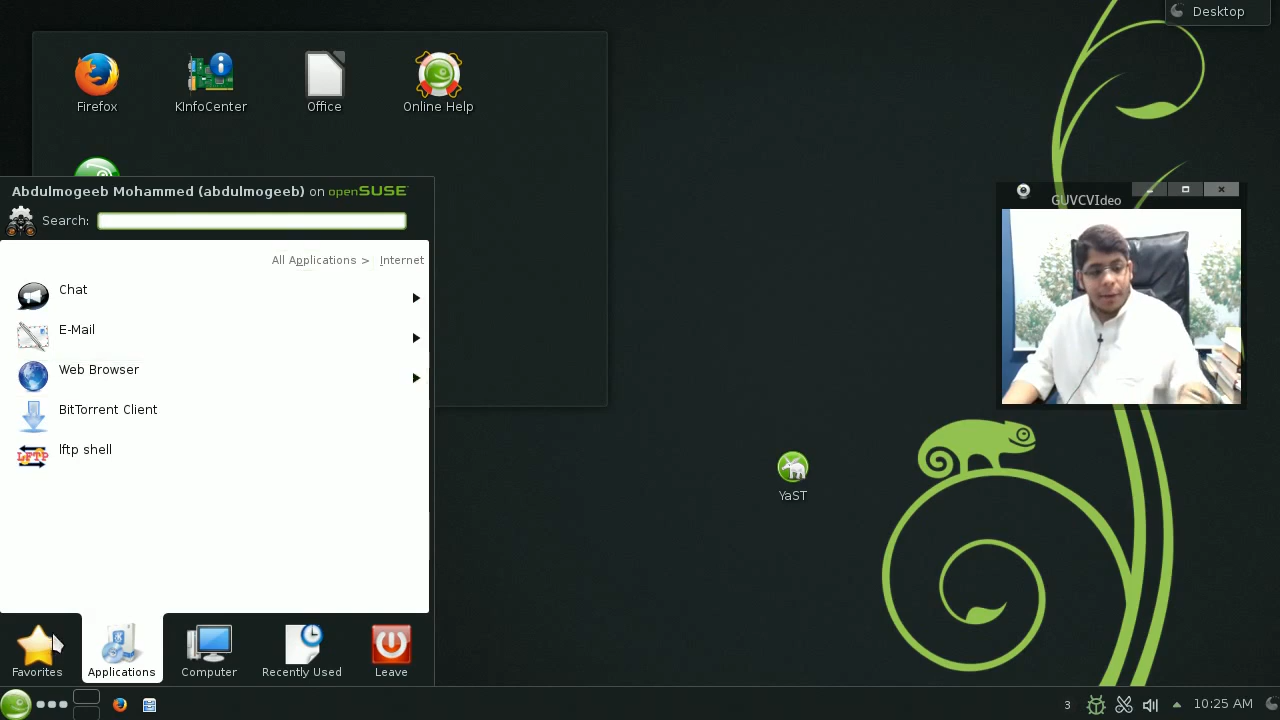 Desktop
Firefox
KInfoCenter
Office
Online Help
Abdulmogeeb Mohammed (abdulmogeeb) on openSUSE
Search:
GUVCVIdeo
All Applications > Internet
Chat
E-Mail
Web Browser
BitTorrent Client
LFTP
lftp shell
YaST
Favorites
Applications
Computer
Recently Used
Leave
3
10:25 AM